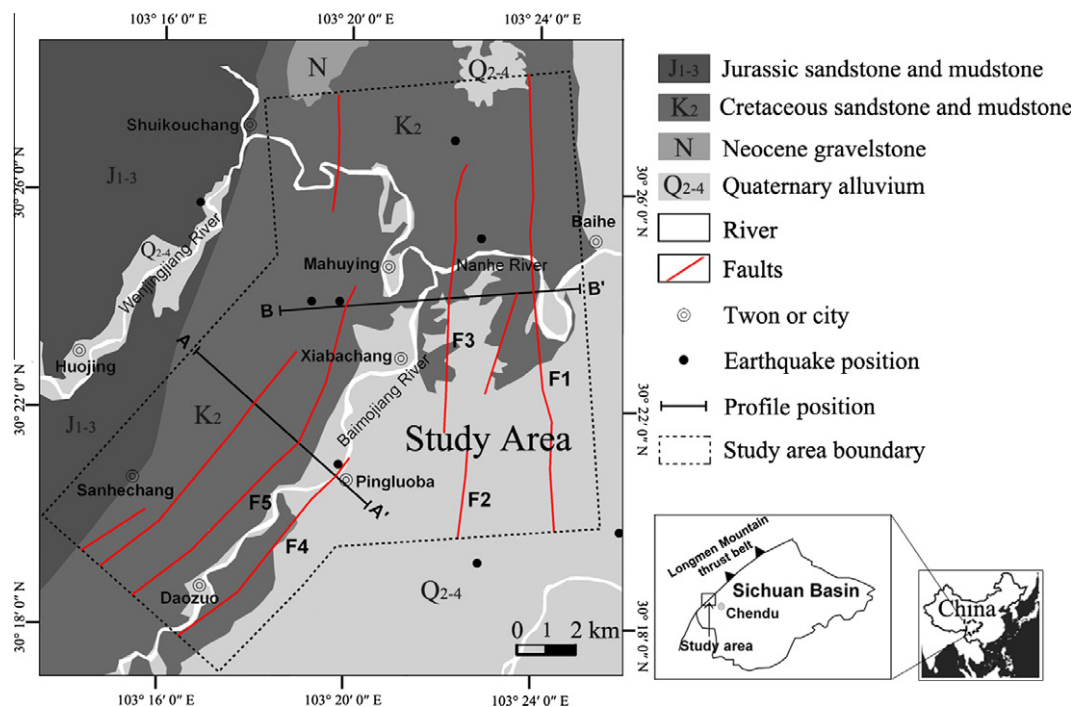 103° 16′ 0″ E
103° 20′ 0″ E
103° 24′ 0″ E
N
Q2-4
K2
Shuikouchang
J1-3
30° 26′ 0″ N
30° 26′ 0″ N
Baihe
Q2-4
Wenjingjiang River
Mahuying
Nanhe River
B
B'
A
F3
Xiabachang
Huojing
F1
Baimojiang River
30° 22′ 0″ N
30° 22′ 0″ N
J1-3
K2
Study Area
Sanhechang
Pingluoba
F5
F2
A'
F4
Daozuo
Q2-4
30° 18′ 0″ N
30° 18′ 0″ N
0 1 2 km
103° 16′ 0″ E
103° 20′ 0″ E
103° 24′ 0″ E
J1-3 Jurassic sandstone and mudstone
K2 Cretaceous sandstone and mudstone
N Neocene gravelstone
Q2-4 Quaternary alluvium
River
Faults
Twon or city
Earthquake position
Profile position
Study area boundary
Longmen Mountain
thrust belt
Sichuan Basin
Chendu
Study area
China